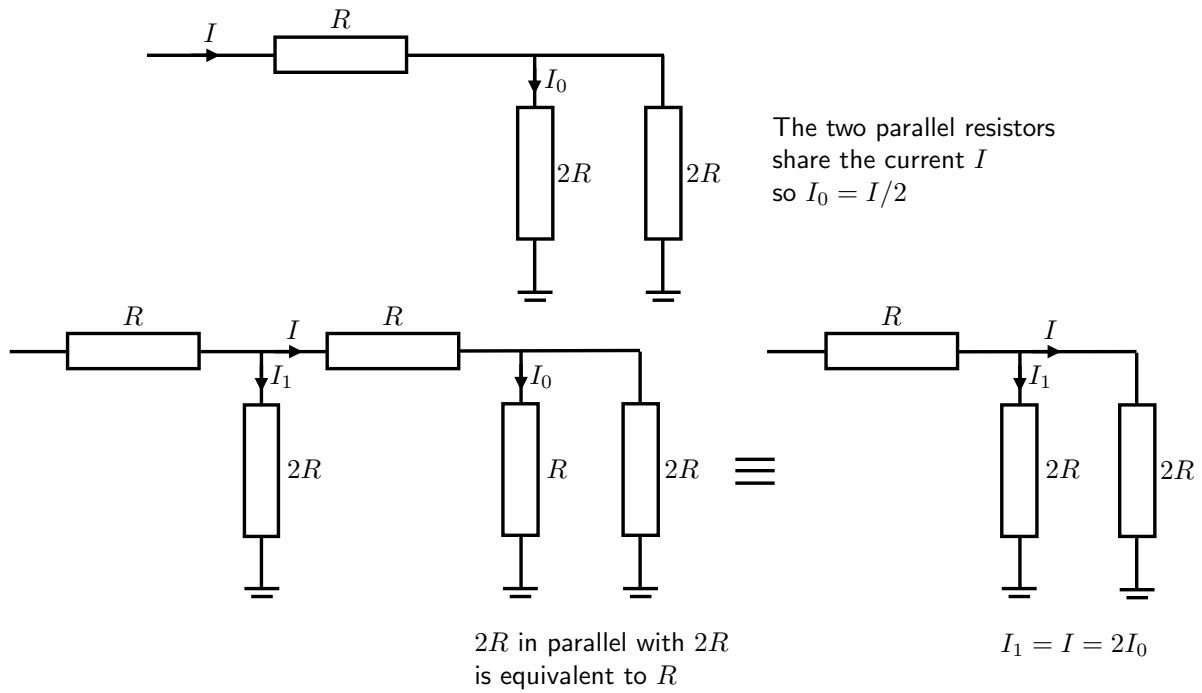 R
I
I₀
2R
2R
The two parallel resistors
share the current I
so I₀ = I/2
R
I
R
I₁
I₀
2R
R
2R
≡
R
I
I₁
2R
2R
2R in parallel with 2R
is equivalent to R
I₁ = I = 2I₀